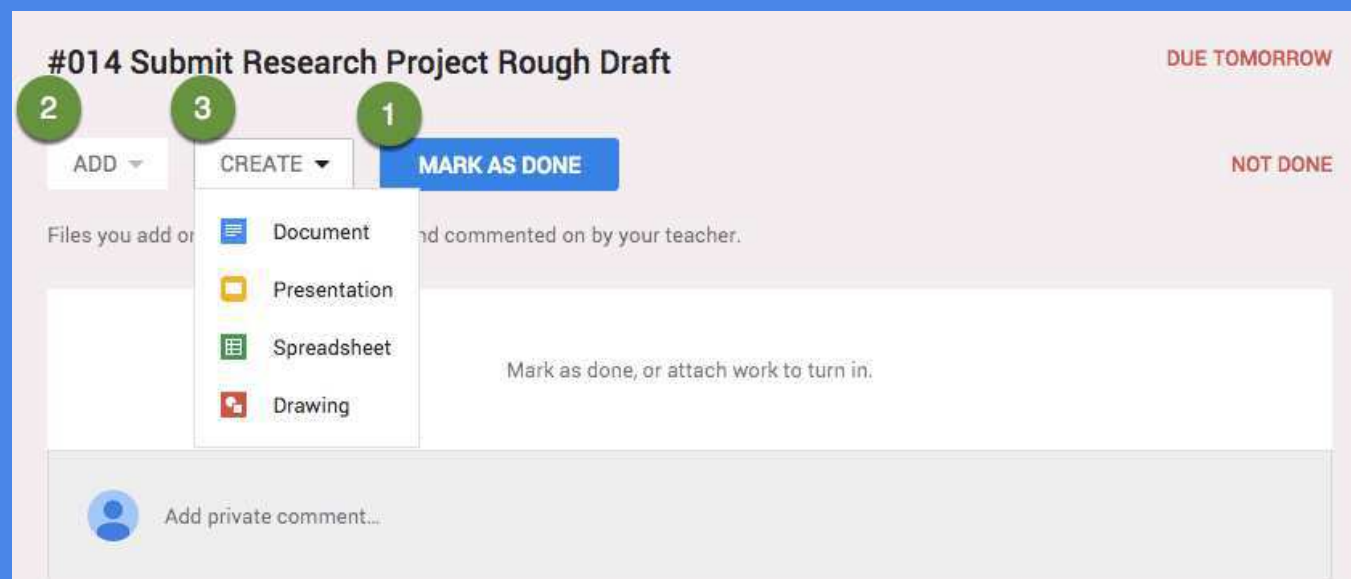 #014 Submit Research Project Rough Draft
DUE TOMORROW
2
3
1
ADD
CREATE
MARK AS DONE
NOT DONE
Files you add or
nd commented on by your teacher.
Document
Presentation
Spreadsheet
Drawing
Mark as done, or attach work to turn in.
Add private comment...